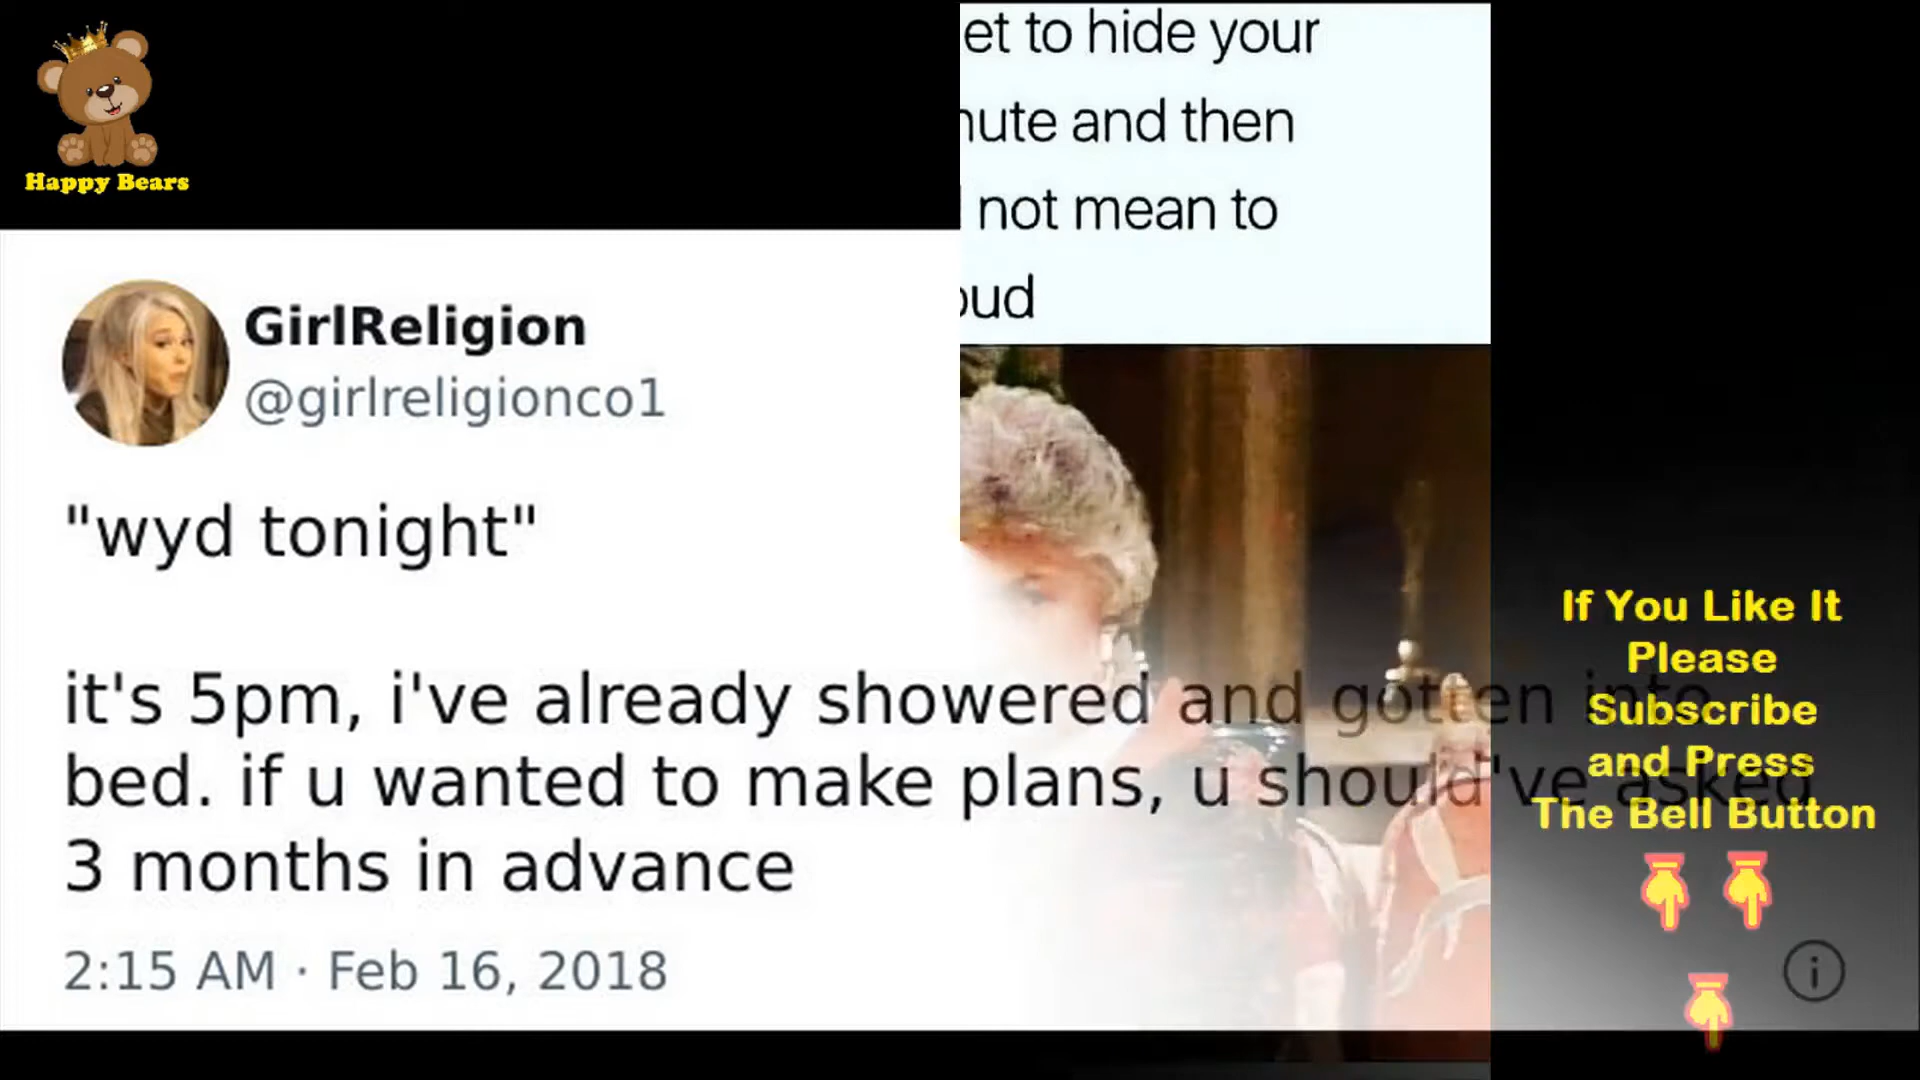 Happy Bears
et to hide your
and then
not mean to
GirlReligion
@girlreligionco1
"wyd tonight"
it's 5pm, i've already showered and gotten into
bed. if u wanted to make plans, u should've asked
3 months in advance
2:15 AM · Feb 16, 2018
If You Like It
Please
Subscribe
and Press
The Bell Button